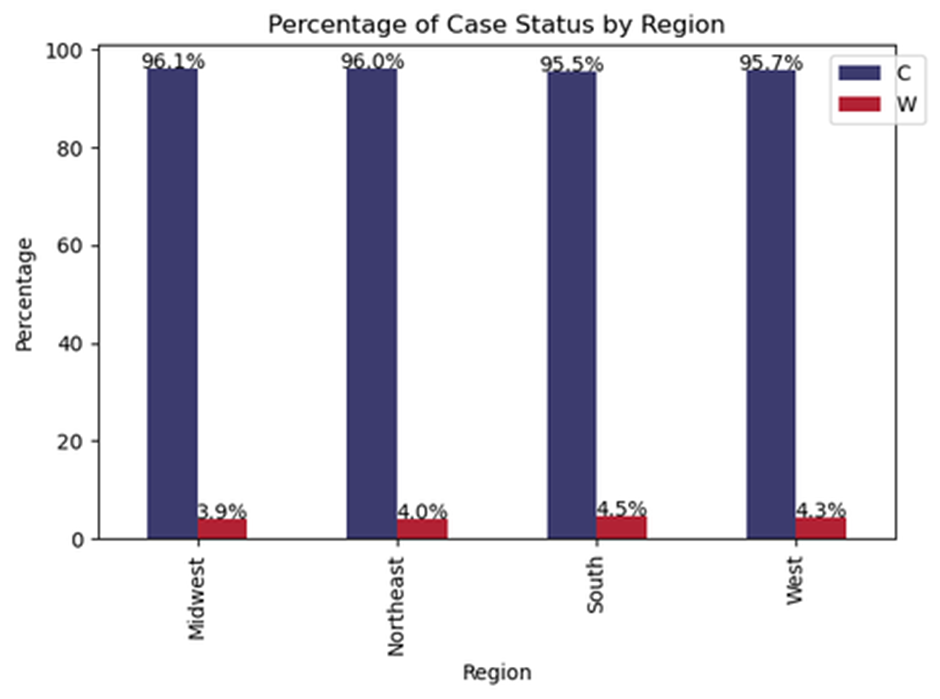 Percentage of Case Status by Region
100
96.1%
96.0%
95.5%
95.7%
C
W
80
60
Percentage
40
20
3.9%
4.0%
4.5%
4.3%
0
Midwest
Northeast
South
West
Region